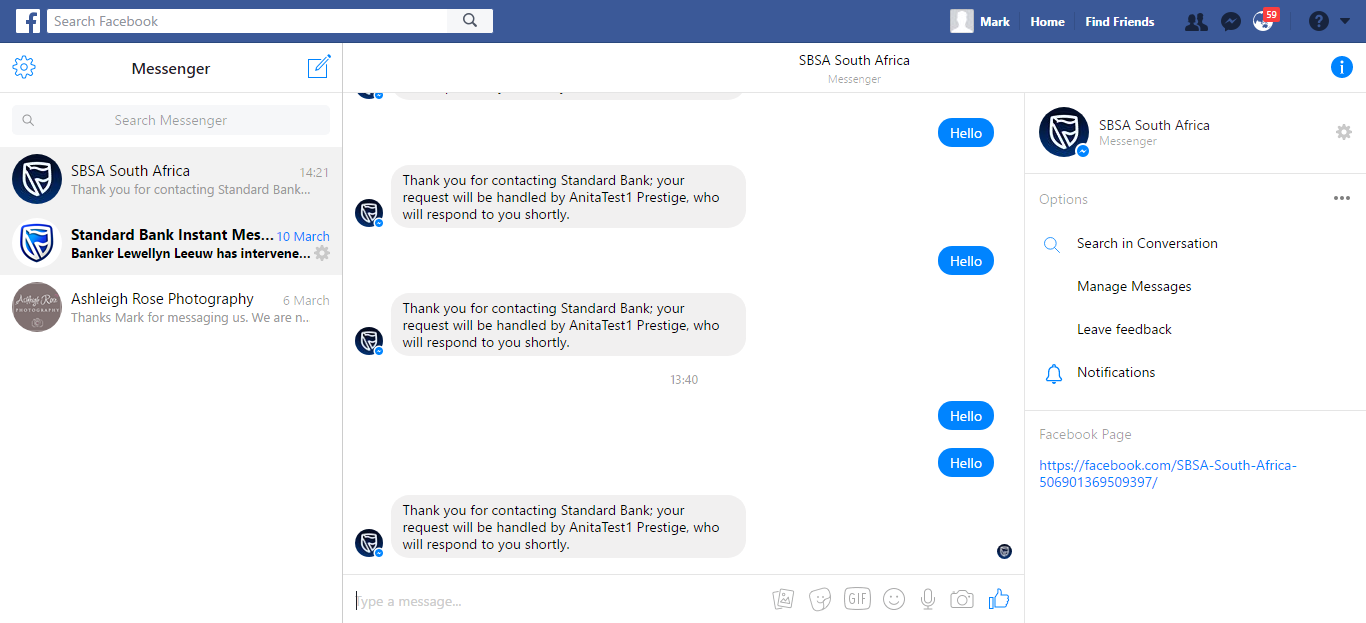 Search Facebook
Mark
Home
Find Friends
59
Messenger
Search Messenger
SBSA South Africa
14:21
Thank you for contacting Standard Bank...
Standard Bank Instant Mes...
10 March
Banker Lewellyn Leeuw has intervene...
Ashleigh Rose Photography
6 March
Thanks Mark for messaging us. We are n..
SBSA South Africa
Messenger
Hello
Thank you for contacting Standard Bank; your
request will be handled by AnitaTest1 Prestige, who
will respond to you shortly.
Hello
Thank you for contacting Standard Bank; your
request will be handled by AnitaTest1 Prestige, who
will respond to you shortly.
13:40
Hello
Hello
Thank you for contacting Standard Bank; your
request will be handled by AnitaTest1 Prestige, who
will respond to you shortly.
Type a message...
GIF
SBSA South Africa
Messenger
Options
Search in Conversation
Manage Messages
Leave feedback
Notifications
Facebook Page
https://facebook.com/SBSA-South-Africa-
506901369509397/